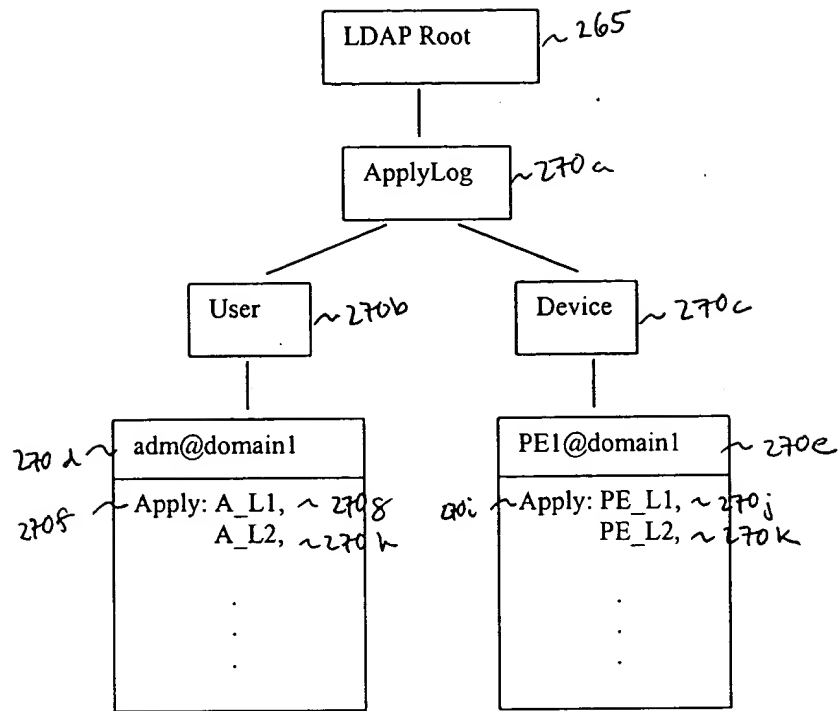 LDAP Root ~265
ApplyLog ~270a
User ~270b
Device ~270c
270d~ adm@domain1
PE1@domain1 ~270e
270f~ Apply: A_L1, ~270g
A_L2, ~270h
270i~ Apply: PE_L1, ~270j
PE_L2, ~270k